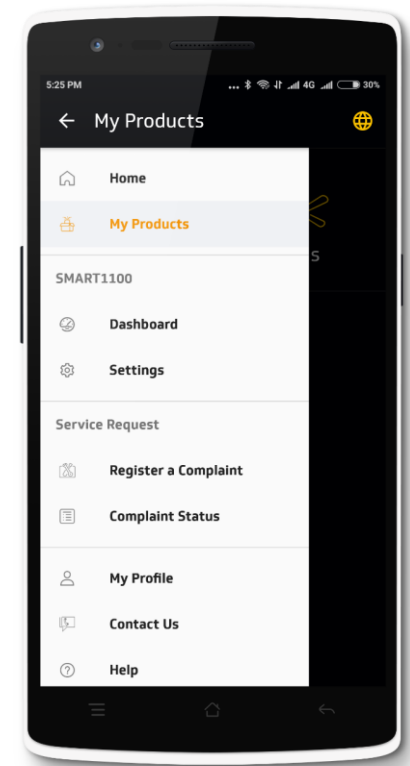 5:25 PM ... 4G 30%
My Products
Home
My Products
S
SMART1100
Dashboard
Settings
Service Request
Register a Complaint
Complaint Status
My Profile
Contact Us
Help